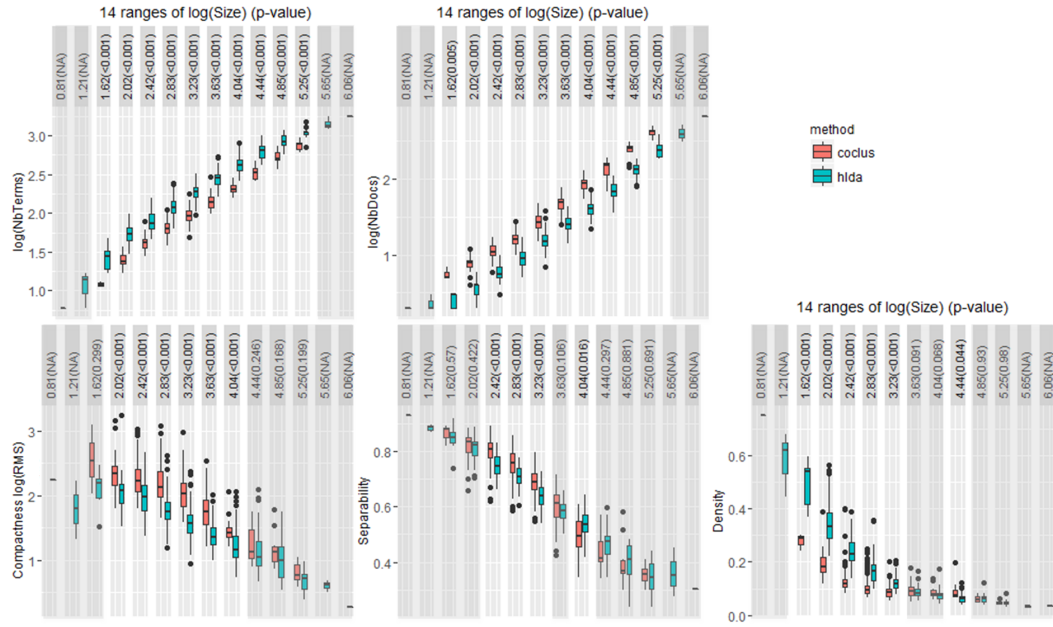 14 ranges of log(Size) (p-value)
0.81(NA)
1.21(NA)
1.62(<0.001)
2.02(<0.001)
2.42(<0.001)
2.83(<0.001)
3.23(<0.001)
3.63(<0.001)
4.04(<0.001)
4.44(<0.001)
4.85(<0.001)
5.25(<0.001)
5.65(NA)
6.06(NA)
log(NbTerms)
3.0
2.5
2.0
1.5
1.0
14 ranges of log(Size) (p-value)
0.81(NA)
1.21(NA)
1.62(0.005)
2.02(<0.001)
2.42(<0.001)
2.83(<0.001)
3.23(<0.001)
3.63(<0.001)
4.04(<0.001)
4.44(<0.001)
4.85(<0.001)
5.25(<0.001)
5.65(NA)
6.06(NA)
log(NbDocs)
2
1
method
coclus
hlda
0.81(NA)
1.21(NA)
1.62(0.299)
2.02(<0.001)
2.42(<0.001)
2.83(<0.001)
3.23(<0.001)
3.63(<0.001)
4.04(<0.001)
4.44(0.246)
4.85(0.168)
5.25(0.199)
5.65(NA)
6.06(NA)
Compactness log(RMS)
3
2
1
0.81(NA)
1.21(NA)
1.62(0.57)
2.02(0.422)
2.42(<0.001)
2.83(<0.001)
3.23(<0.001)
3.63(0.106)
4.04(0.016)
4.44(0.297)
4.85(0.881)
5.25(0.691)
5.65(NA)
6.06(NA)
Separability
0.8
0.6
0.4
14 ranges of log(Size) (p-value)
0.81(NA)
1.21(NA)
1.62(<0.001)
2.02(<0.001)
2.42(<0.001)
2.83(<0.001)
3.23(<0.001)
3.63(0.091)
4.04(0.068)
4.44(0.044)
4.85(0.93)
5.25(0.98)
5.65(NA)
6.06(NA)
Density
0.6
0.4
0.2
0.0